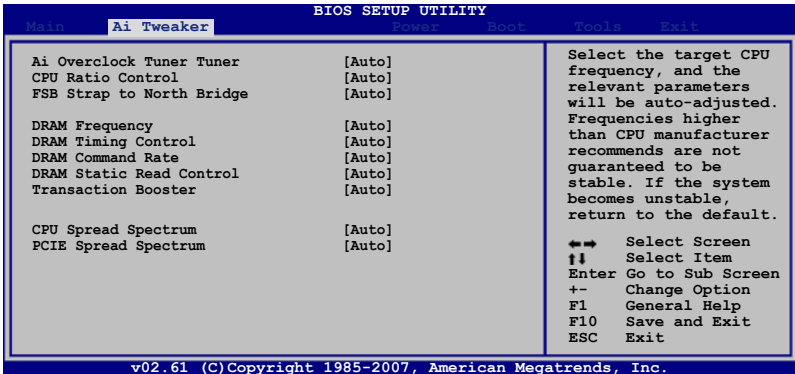 BIOS SETUP UTILITY
Main Ai Tweaker Power Boot Tools Exit
Ai Overclock Tuner Tuner [Auto]
CPU Ratio Control [Auto]
FSB Strap to North Bridge [Auto]
DRAM Frequency [Auto]
DRAM Timing Control [Auto]
DRAM Command Rate [Auto]
DRAM Static Read Control [Auto]
Transaction Booster [Auto]
CPU Spread Spectrum [Auto]
PCIE Spread Spectrum [Auto]
Select the target CPU
frequency, and the
relevant parameters
will be auto-adjusted.
Frequencies higher
than CPU manufacturer
recommends are not
guaranteed to be
stable. If the system
becomes unstable,
return to the default.
←→ Select Screen
↑↓ Select Item
Enter Go to Sub Screen
+- Change Option
F1 General Help
F10 Save and Exit
ESC Exit
v02.61 (C)Copyright 1985-2007, American Megatrends, Inc.